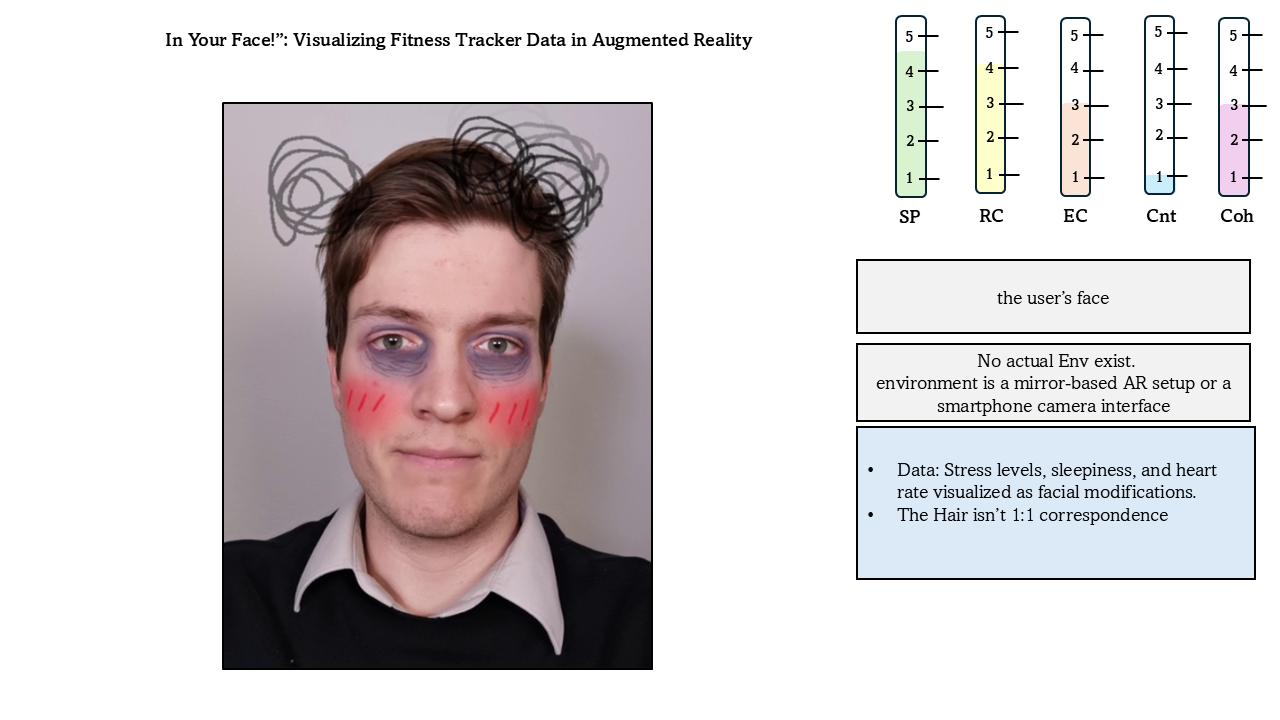 In Your Face!”: Visualizing Fitness Tracker Data in Augmented Reality
5 5 5 5 5
4 4 4 4 4
3 3 3 3 3
2 2 2 2 2
1 1 1 1 1
SP RC EC Cnt Coh
the user’s face
No actual Env exist.
environment is a mirror-based AR setup or a
smartphone camera interface
• Data: Stress levels, sleepiness, and heart
rate visualized as facial modifications.
• The Hair isn’t 1:1 correspondence